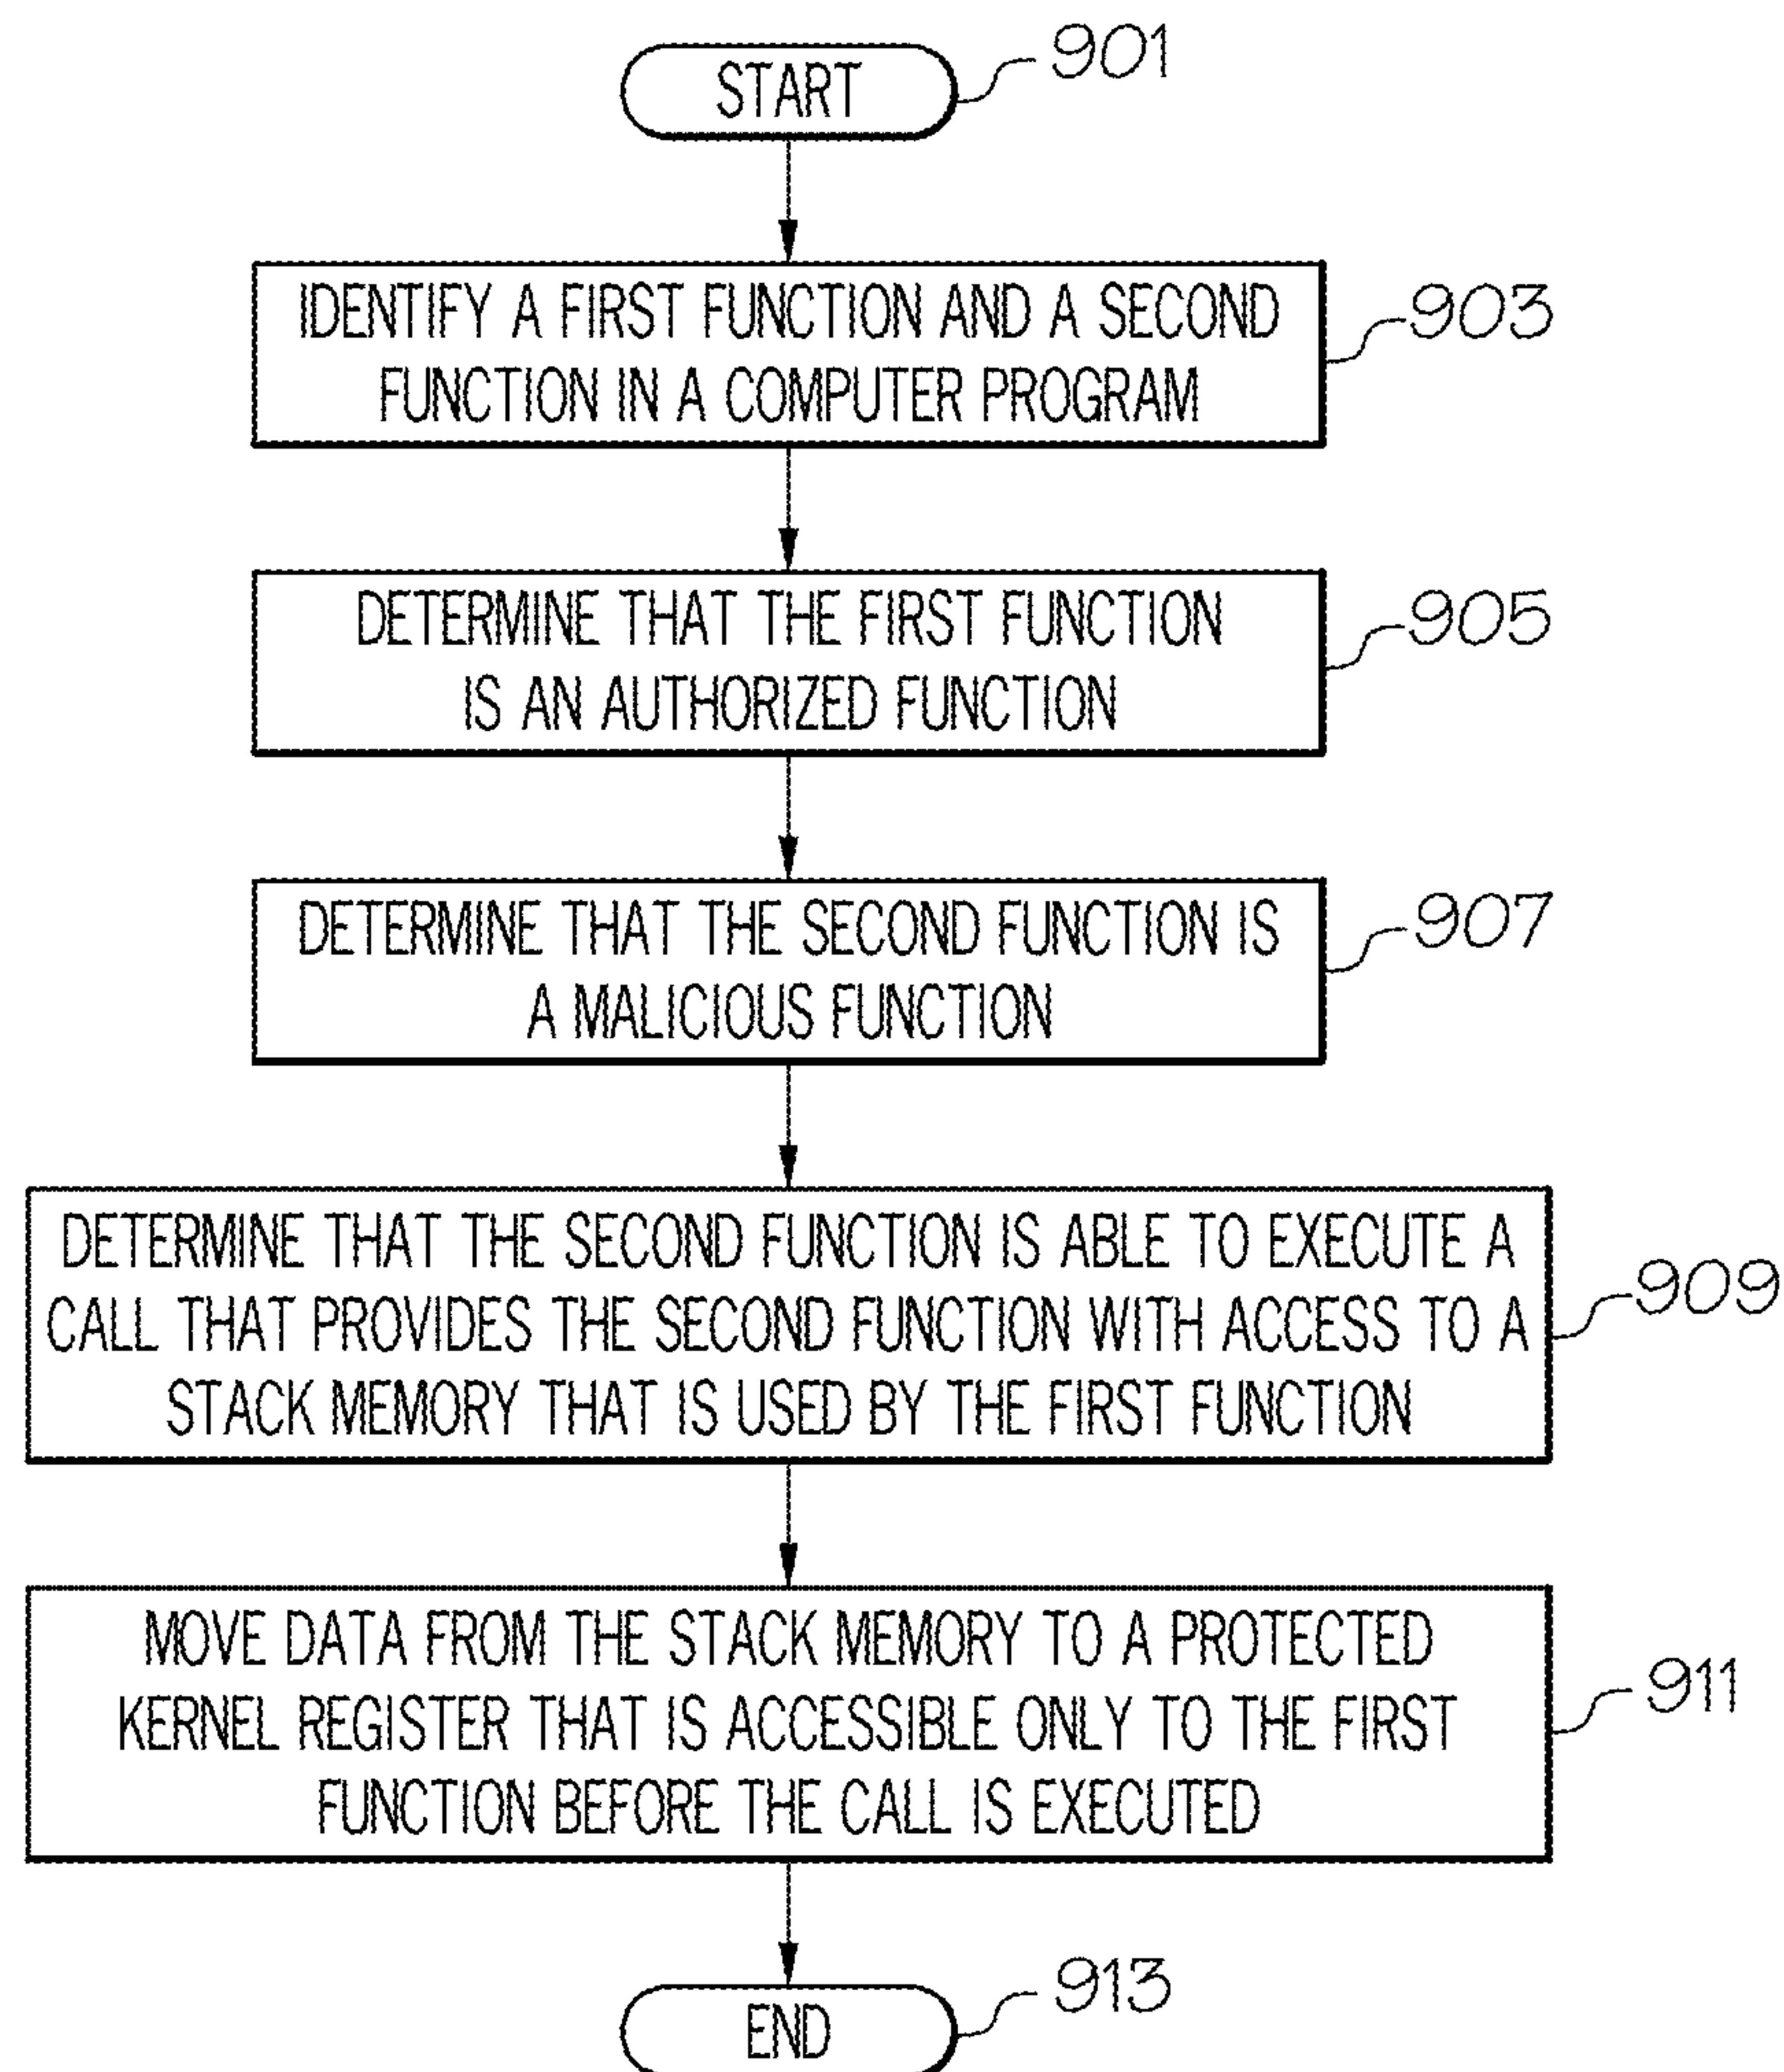 START
901
IDENTIFY A FIRST FUNCTION AND A SECOND
FUNCTION IN A COMPUTER PROGRAM
903
DETERMINE THAT THE FIRST FUNCTION
IS AN AUTHORIZED FUNCTION
905
DETERMINE THAT THE SECOND FUNCTION IS
A MALICIOUS FUNCTION
907
DETERMINE THAT THE SECOND FUNCTION IS ABLE TO EXECUTE A
CALL THAT PROVIDES THE SECOND FUNCTION WITH ACCESS TO A
STACK MEMORY THAT IS USED BY THE FIRST FUNCTION
909
MOVE DATA FROM THE STACK MEMORY TO A PROTECTED
KERNEL REGISTER THAT IS ACCESSIBLE ONLY TO THE FIRST
FUNCTION BEFORE THE CALL IS EXECUTED
911
END
913